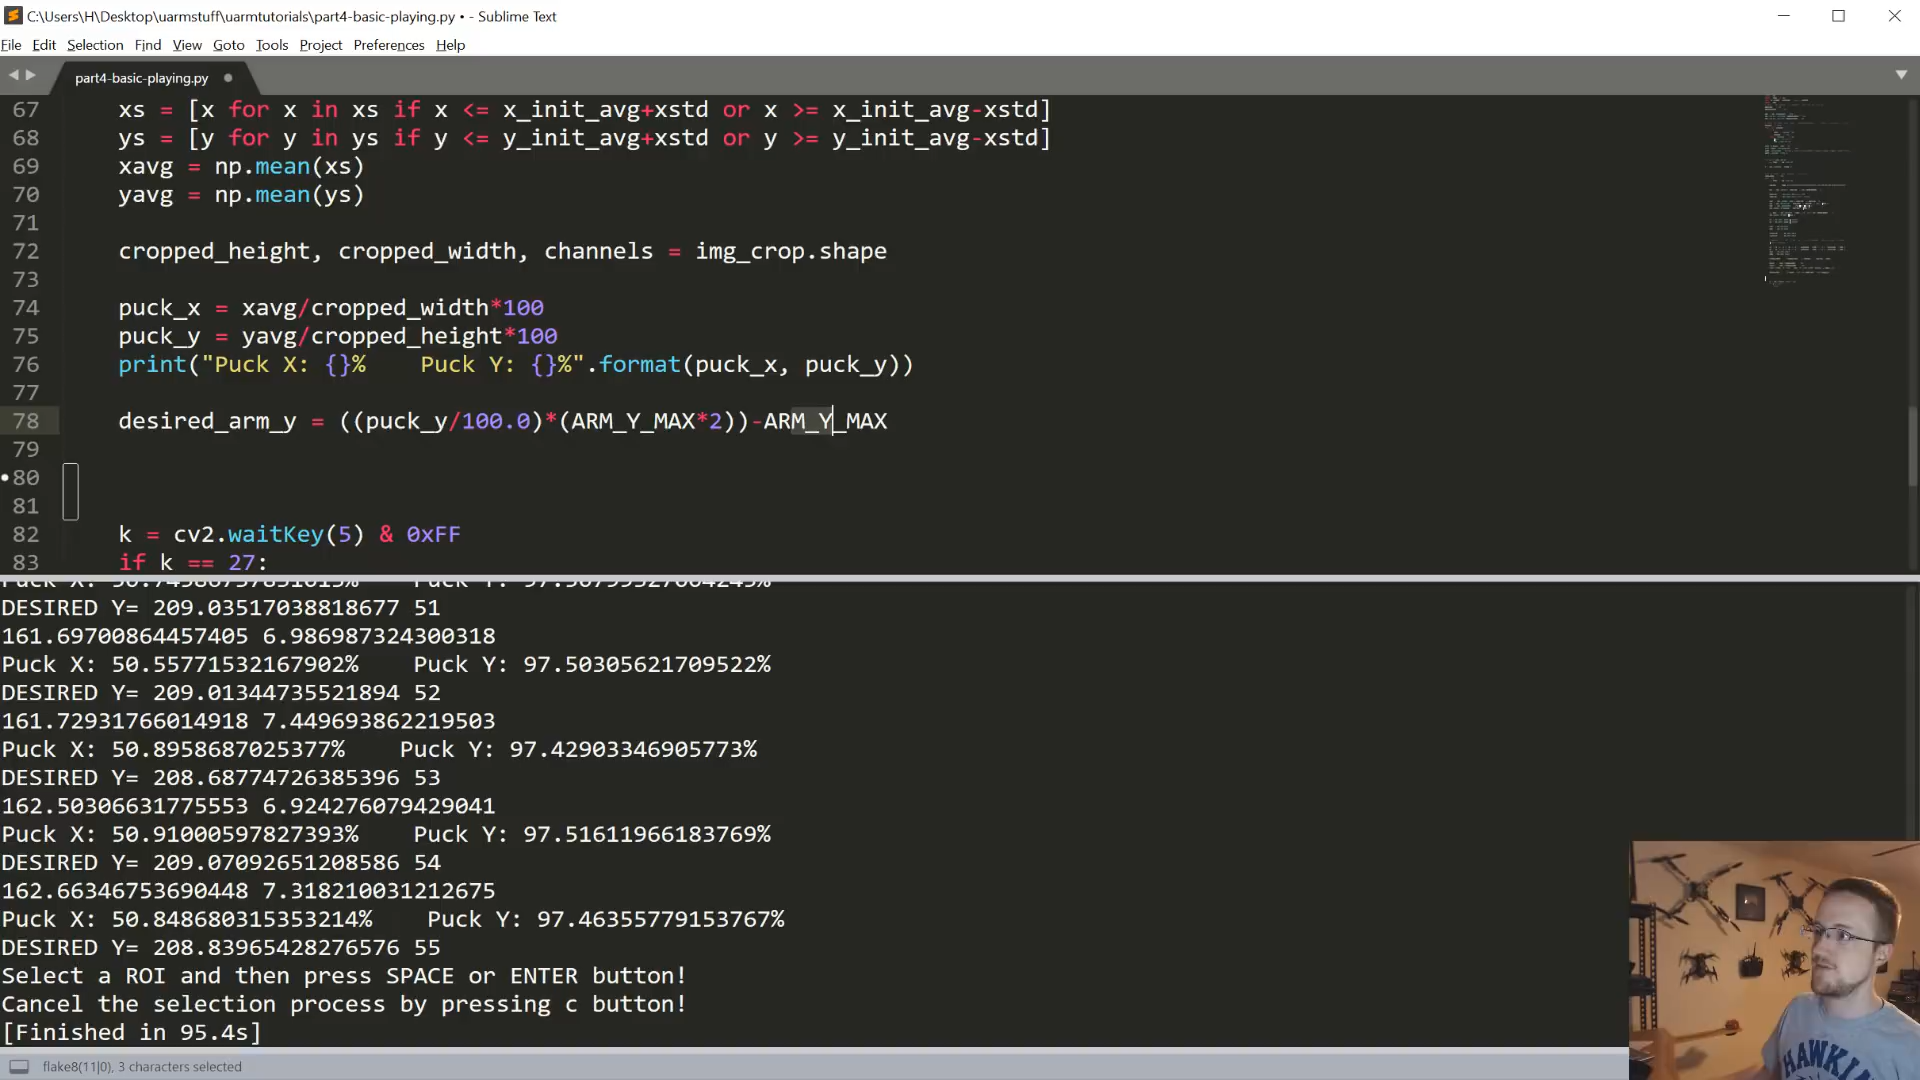 C:\Users\H\Desktop\uarmstuff\uarmtutorials\part4-basic-playing.py • - Sublime Text
File Edit Selection Find View Goto Tools Project Preferences Help
part4-basic-playing.py
67 xs = [x for x in xs if x <= x_init_avg+xstd or x >= x_init_avg-xstd]
68 ys = [y for y in ys if y <= y_init_avg+xstd or y >= y_init_avg-xstd]
69 xavg = np.mean(xs)
70 yavg = np.mean(ys)
71
72 cropped_height, cropped_width, channels = img_crop.shape
73
74 puck_x = xavg/cropped_width*100
75 puck_y = yavg/cropped_height*100
76 print("Puck X: {}%    Puck Y: {}%".format(puck_x, puck_y))
77
78 desired_arm_y = ((puck_y/100.0)*(ARM_Y_MAX*2))-ARM_Y_MAX
79
80
81
82 k = cv2.waitKey(5) & 0xFF
83 if k == 27:
DESIRED Y= 209.03517038818677 51
161.69700864457405 6.986987324300318
Puck X: 50.55771532167902%    Puck Y: 97.50305621709522%
DESIRED Y= 209.01344735521894 52
161.72931766014918 7.449693862219503
Puck X: 50.8958687025377%    Puck Y: 97.42903346905773%
DESIRED Y= 208.68774726385396 53
162.50306631775553 6.924276079429041
Puck X: 50.91000597827393%    Puck Y: 97.51611966183769%
DESIRED Y= 209.07092651208586 54
162.66346753690448 7.318210031212675
Puck X: 50.848680315353214%    Puck Y: 97.46355779153767%
DESIRED Y= 208.83965428276576 55
Select a ROI and then press SPACE or ENTER button!
Cancel the selection process by pressing c button!
[Finished in 95.4s]
flake8(11|0), 3 characters selected